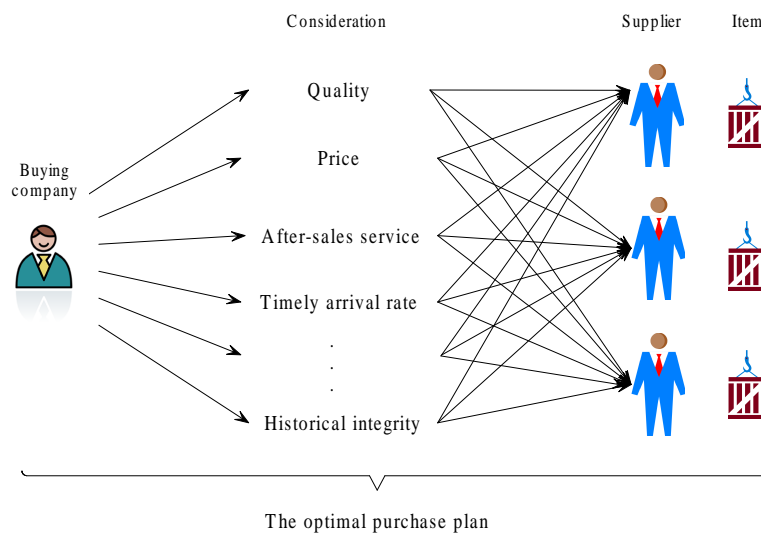 Consideration
Supplier
Item
Quality
Price
Buying
company
After-sales service
Timely arrival rate
.
.
.
Historical integrity
The optimal purchase plan